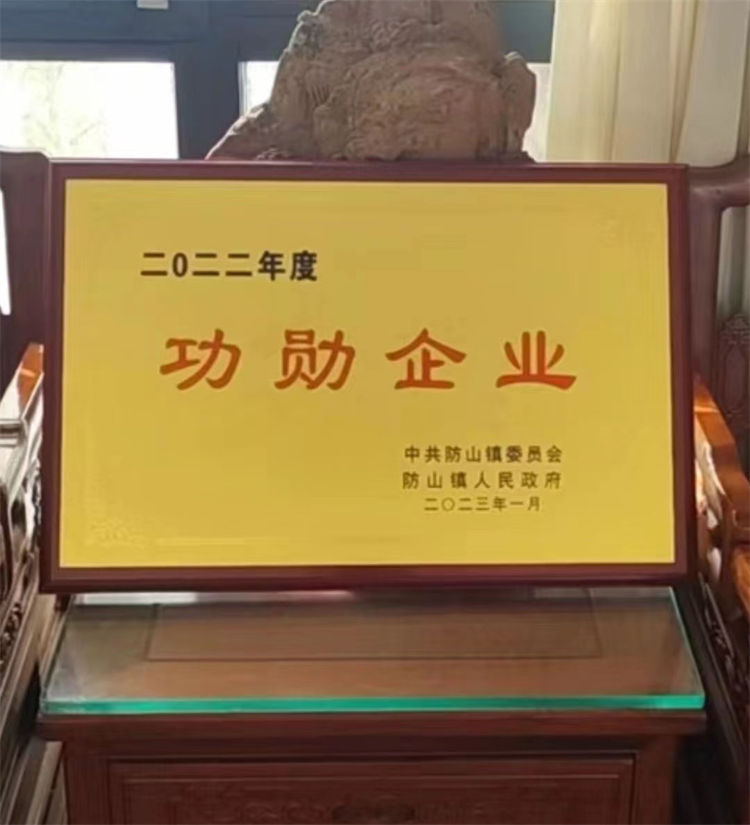 二0二二年度
功勋企业
中共防山镇委员会
防山镇人民政府
二〇二三年一月